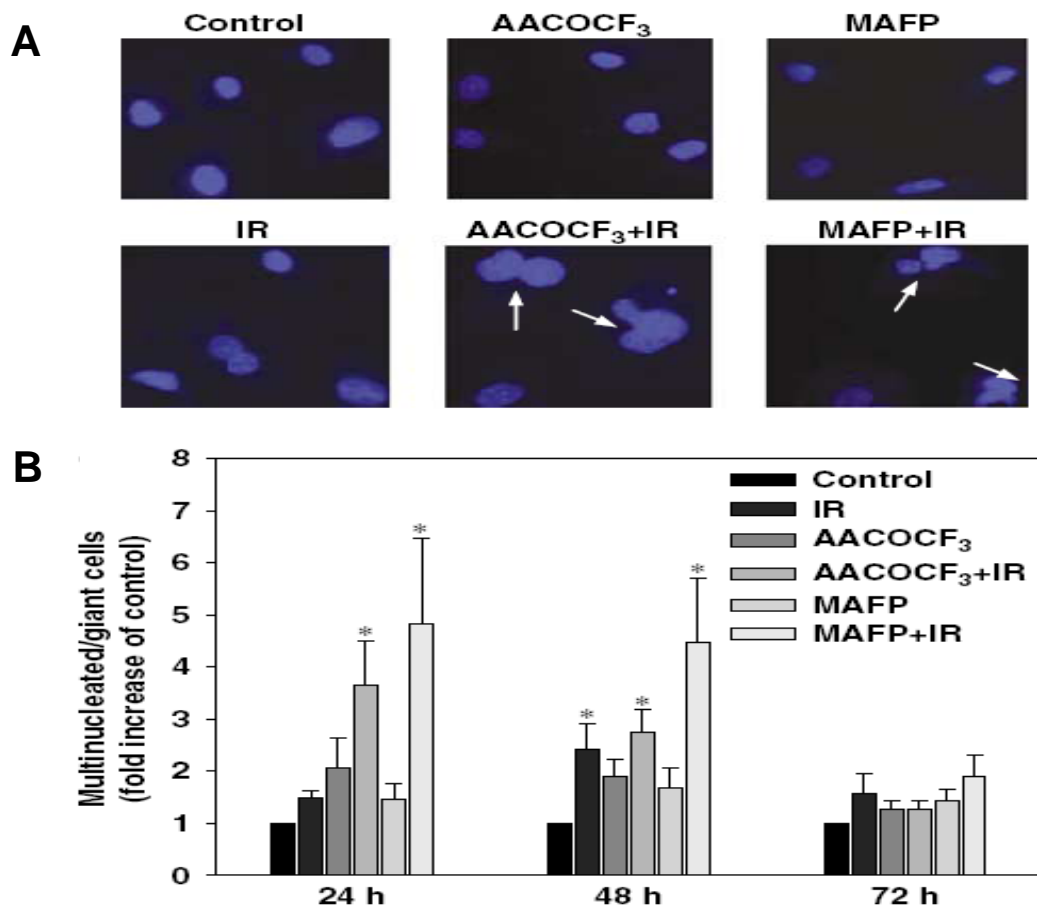 A
Control AACOCF₃ MAFP
IR AACOCF₃+IR MAFP+IR
B
Multinucleated/giant cells
(fold increase of control)
8
7
6
5
4
3
2
1
0
* * * * *
Control
IR
AACOCF₃
AACOCF₃+IR
MAFP
MAFP+IR
24 h 48 h 72 h